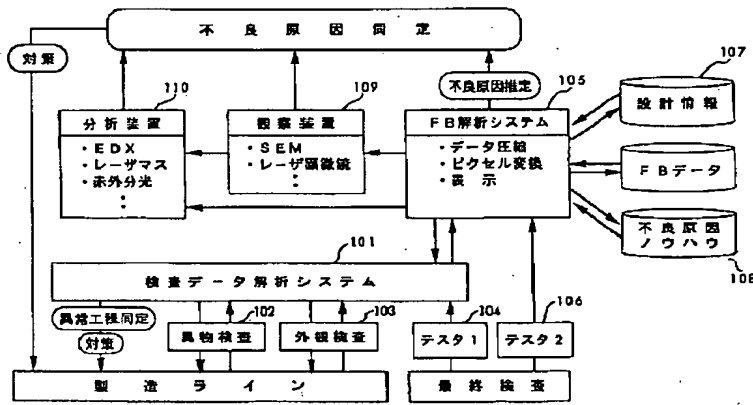 不良原因同定
対策
不良原因推定
110
分析装置
・EDX
・レーザマス
・赤外分光
109
観察装置
・SEM
・レーザ顕微鏡
105
FB解析システム
・データ圧縮
・ピクセル変換
・表示
107
設計情報
FBデータ
不良原因
ノウハウ
108
101
検査データ解析システム
異常工程同定
対策
102
異物検査
103
外観検査
104
テスタ1
106
テスタ2
製造ライン
最終検査